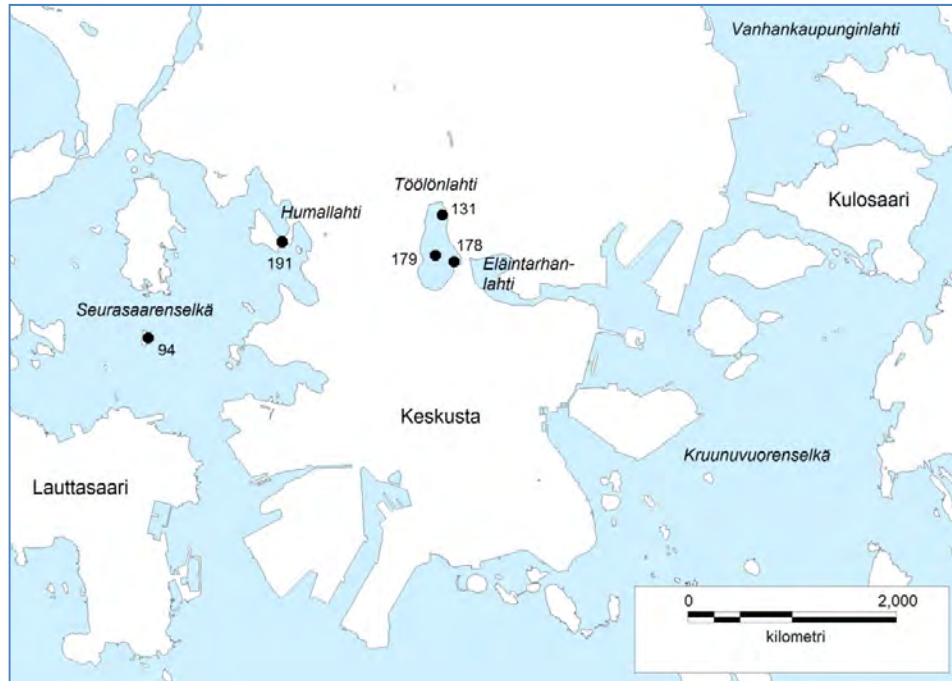 Vanhankaupunginlahti
Töölönlahti
Kulosaari
Humallahti
131
191
179
178
Eläintarhan-
lahti
Seurasaarenselkä
94
Keskusta
Kruunuvuorenselkä
Lauttasaari
0 2,000
kilometri